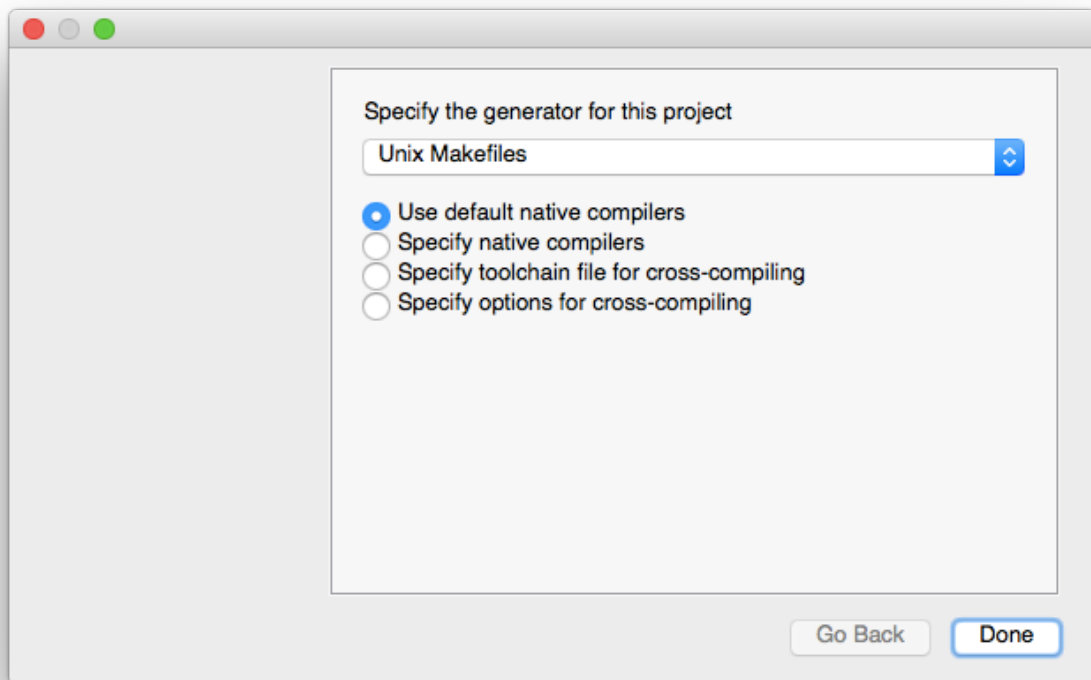 Specify the generator for this project
Unix Makefiles
Use default native compilers
Specify native compilers
Specify toolchain file for cross-compiling
Specify options for cross-compiling
Go Back
Done